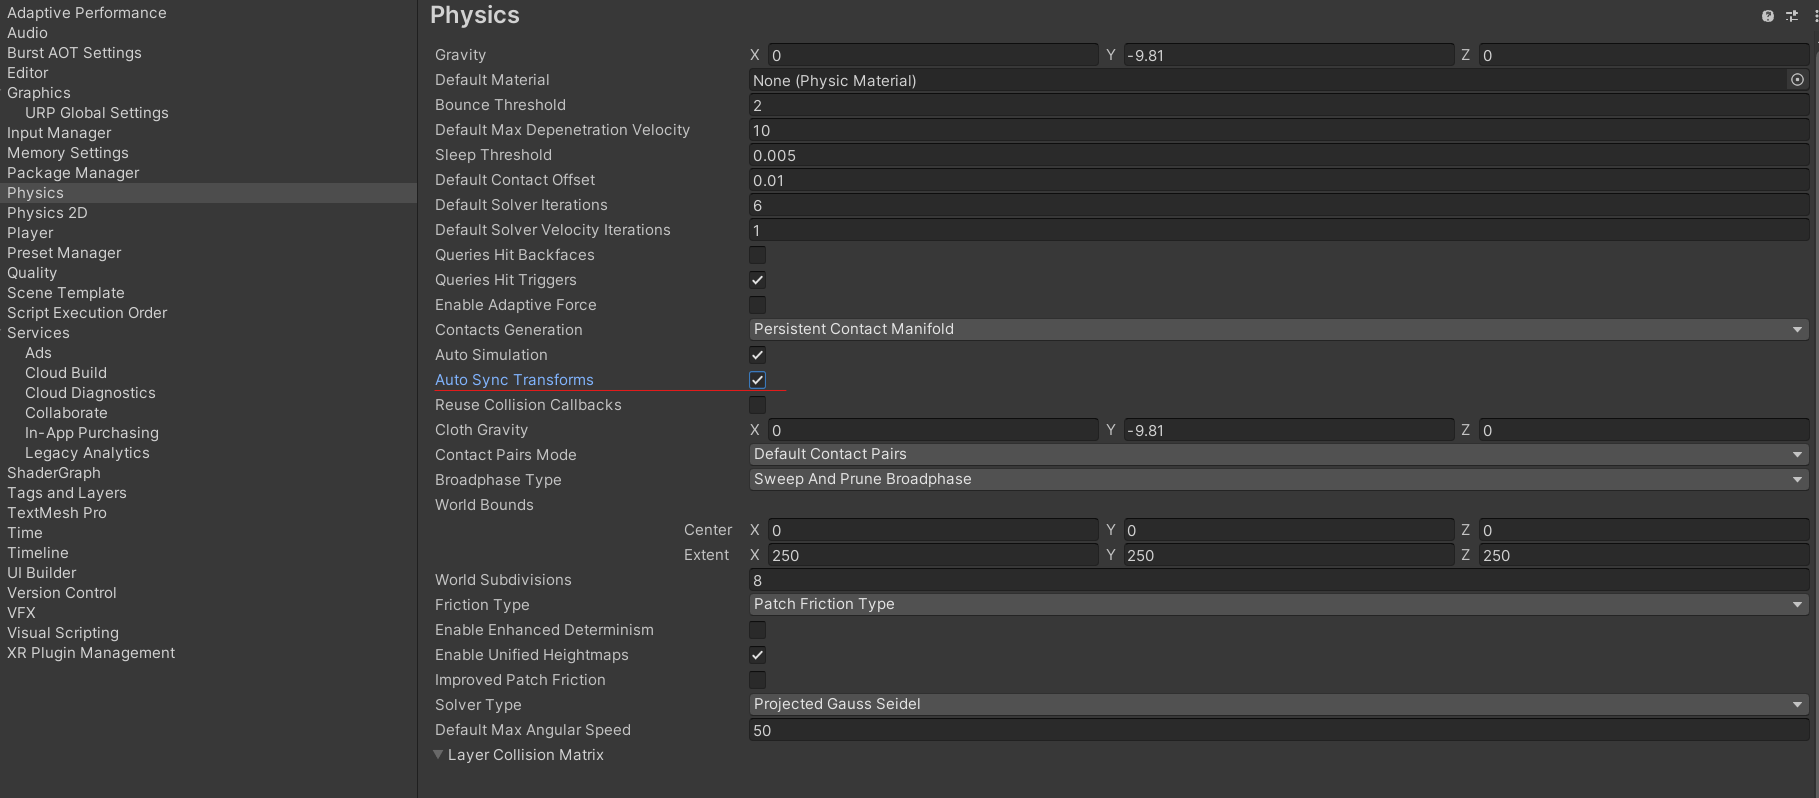 Adaptive Performance
Audio
Burst AOT Settings
Editor
Graphics
URP Global Settings
Input Manager
Memory Settings
Package Manager
Physics
Physics 2D
Player
Preset Manager
Quality
Scene Template
Script Execution Order
Services
Ads
Cloud Build
Cloud Diagnostics
Collaborate
In-App Purchasing
Legacy Analytics
ShaderGraph
Tags and Layers
TextMesh Pro
Time
Timeline
UI Builder
Version Control
VFX
Visual Scripting
XR Plugin Management
Physics
Gravity X 0 Y -9.81 Z 0
Default Material None (Physic Material)
Bounce Threshold 2
Default Max Depenetration Velocity 10
Sleep Threshold 0.005
Default Contact Offset 0.01
Default Solver Iterations 6
Default Solver Velocity Iterations 1
Queries Hit Backfaces
Queries Hit Triggers
Enable Adaptive Force
Contacts Generation Persistent Contact Manifold
Auto Simulation
Auto Sync Transforms
Reuse Collision Callbacks
Cloth Gravity X 0 Y -9.81 Z 0
Contact Pairs Mode Default Contact Pairs
Broadphase Type Sweep And Prune Broadphase
World Bounds
Center X 0 Y 0 Z 0
Extent X 250 Y 250 Z 250
World Subdivisions 8
Friction Type Patch Friction Type
Enable Enhanced Determinism
Enable Unified Heightmaps
Improved Patch Friction
Solver Type Projected Gauss Seidel
Default Max Angular Speed 50
Layer Collision Matrix